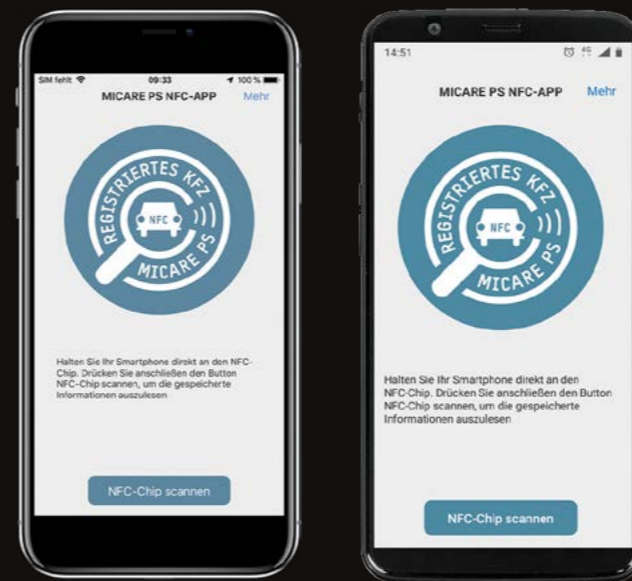 SIM fehlt 09:33 100 %
MICARE PS NFC-APP Mehr
REGISTRIERTES KFZ
NFC
MICARE PS
Halten Sie Ihr Smartphone direkt an den NFC-
Chip. Drücken Sie anschließen den Button
NFC-Chip scannen, um die gespeicherte
Informationen auszulesen
NFC-Chip scannen
14:51 4G
MICARE PS NFC-APP Mehr
REGISTRIERTES KFZ
NFC
MICARE PS
Halten Sie Ihr Smartphone direkt an den
NFC-Chip. Drücken Sie anschließen den Button
NFC-Chip scannen, um die gespeicherte
Informationen auszulesen
NFC-Chip scannen